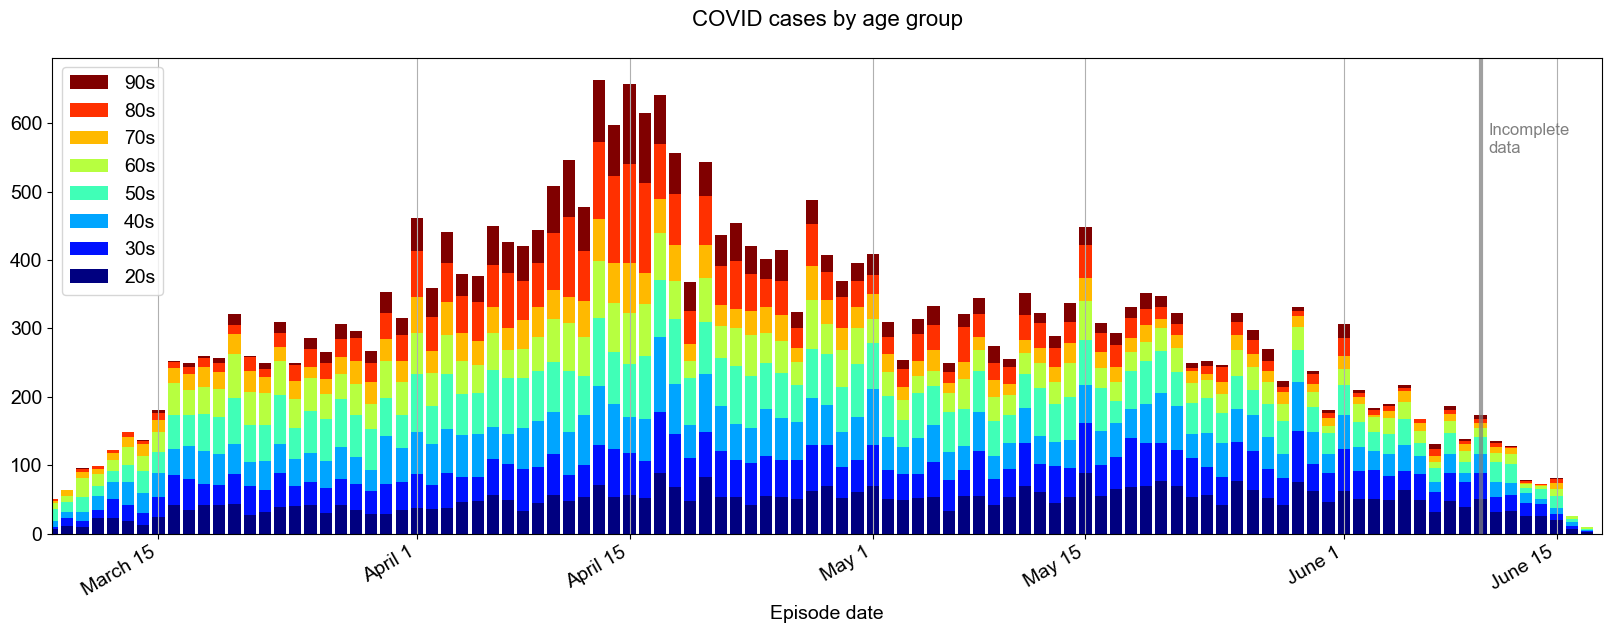 COVID cases by age group
90s
80s
70s
60s
50s
40s
30s
20s
Incomplete
data
600
500
400
300
200
100
0
March 15
April 1
April 15
May 1
May 15
June 1
June 15
Episode date